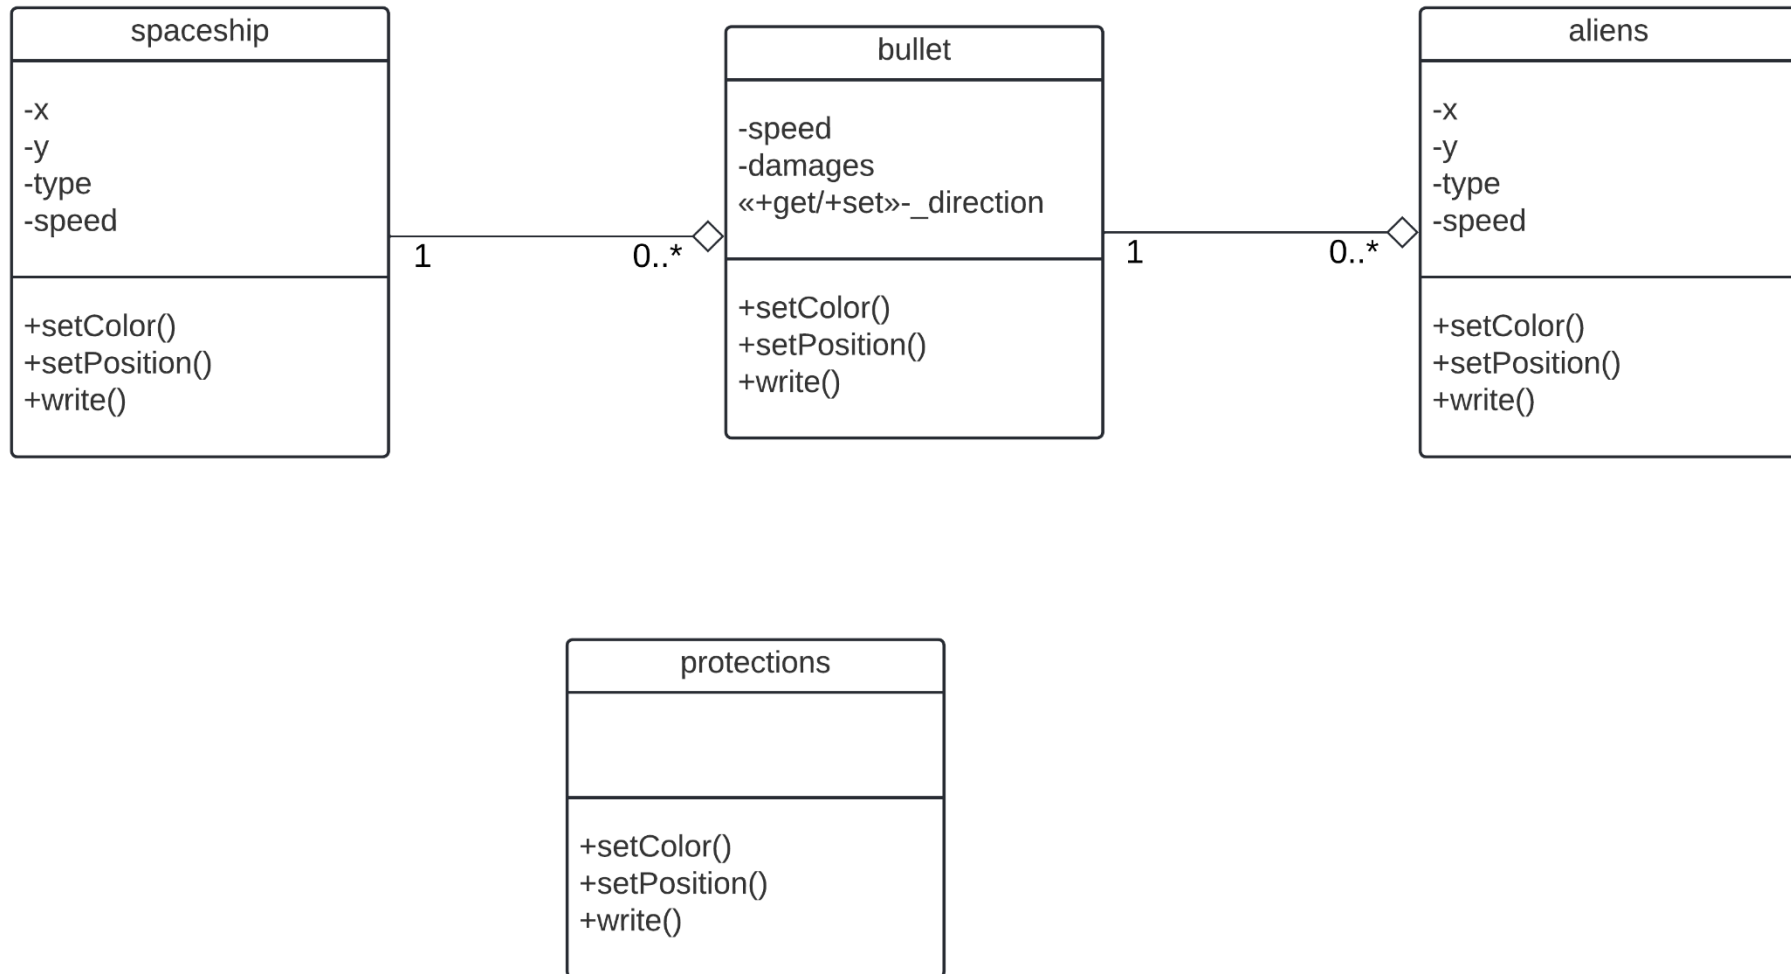 spaceship
-x
-y
-type
-speed
+setColor()
+setPosition()
+write()
1
0..*
bullet
-speed
-damages
«+get/+set»-_direction
+setColor()
+setPosition()
+write()
1
0..*
aliens
-x
-y
-type
-speed
+setColor()
+setPosition()
+write()
protections
+setColor()
+setPosition()
+write()